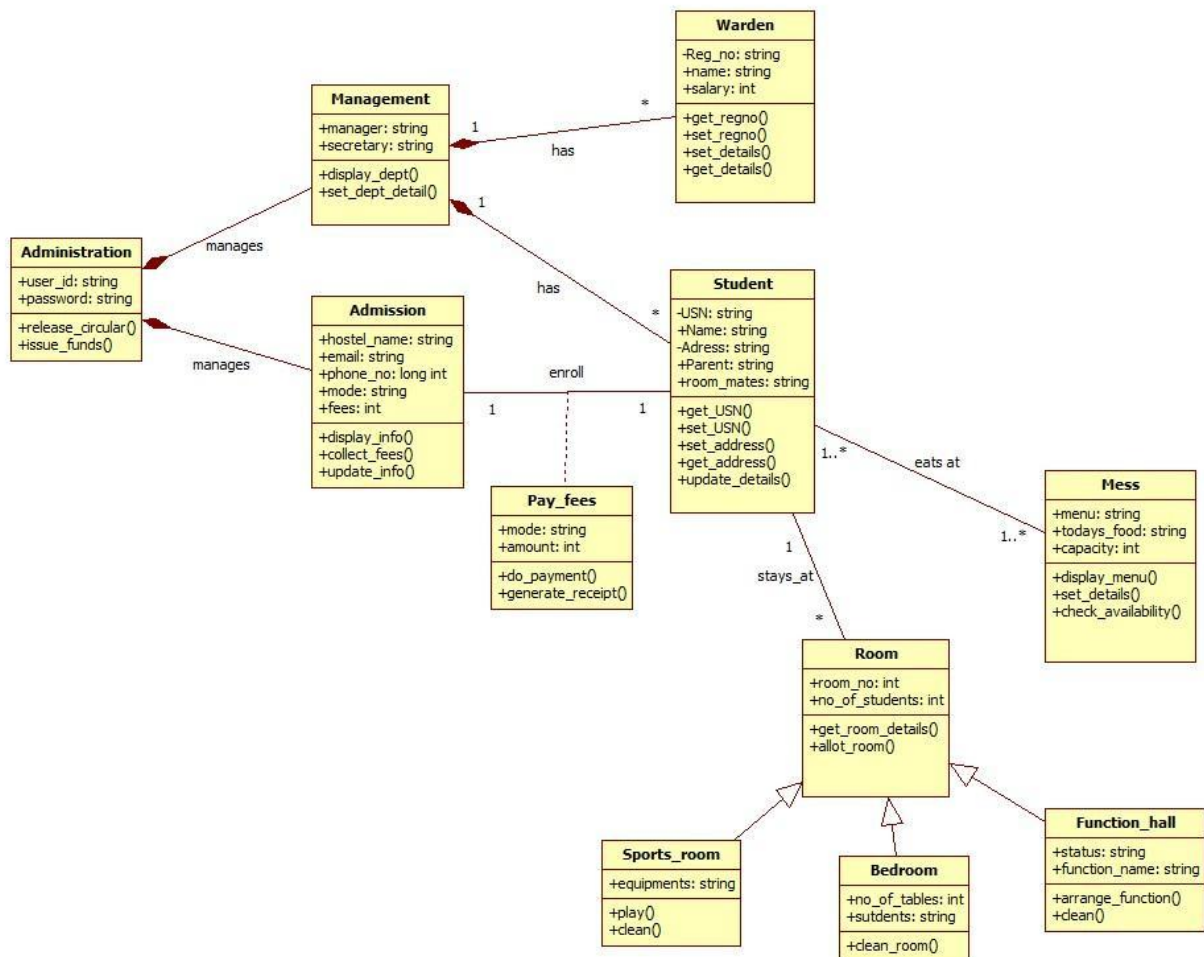 Warden
-Reg_no: string
+name: string
+salary: int
+get_regno()
+set_regno()
+set_details()
+get_details()
Management
+manager: string
+secretary: string
+display_dept()
+set_dept_detail()
1
*
has
1
has
*
manages
Administration
+user_id: string
+password: string
+release_circular()
+issue_funds()
manages
Admission
+hostel_name: string
+email: string
+phone_no: long int
+mode: string
+fees: int
+display_info()
+collect_fees()
+update_info()
enroll
1
1
Student
-USN: string
+Name: string
-Adress: string
+Parent: string
+room_mates: string
+get_USN()
+set_USN()
+set_address()
+get_address()
+update_details()
Pay_fees
+mode: string
+amount: int
+do_payment()
+generate_receipt()
1..*
eats at
1..*
Mess
+menu: string
+todays_food: string
+capacity: int
+display_menu()
+set_details()
+check_availability()
1
stays_at
*
Room
+room_no: int
+no_of_students: int
+get_room_details()
+allot_room()
Sports_room
+equipments: string
+play()
+clean()
Bedroom
+no_of_tables: int
+sutdents: string
+clean_room()
Function_hall
+status: string
+function_name: string
+arrange_function()
+clean()